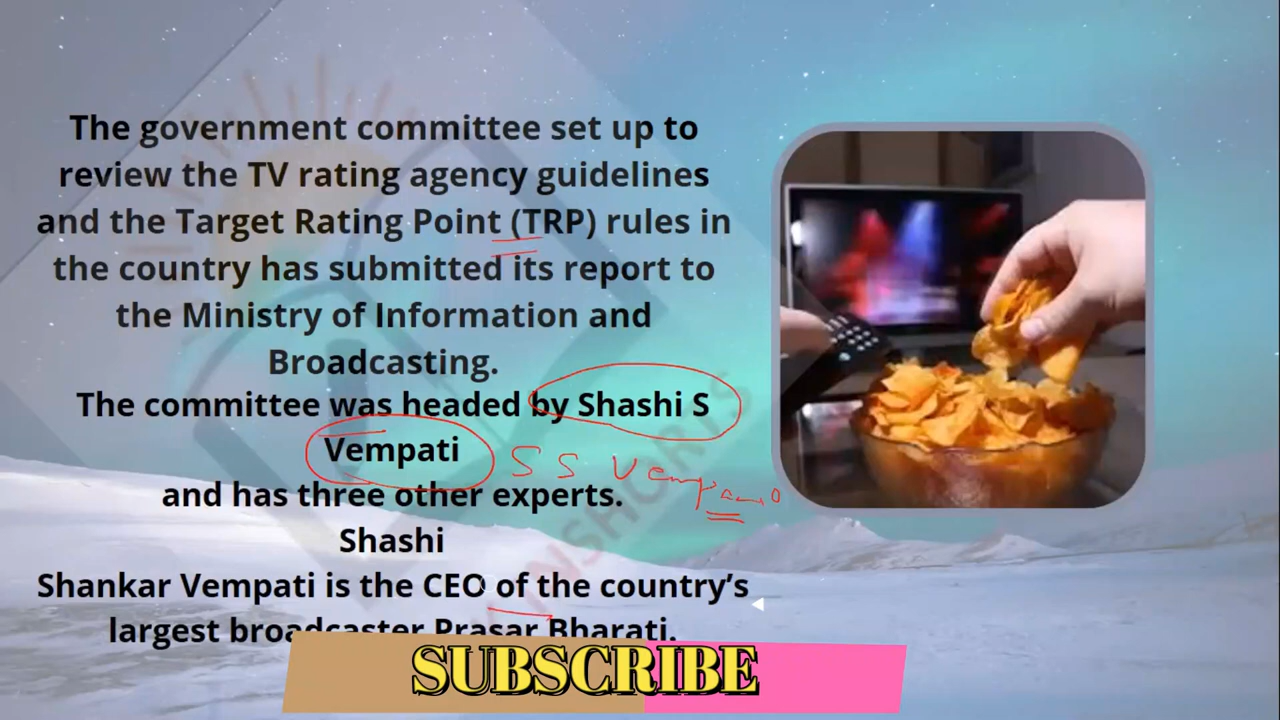 The government committee set up to
review the TV rating agency guidelines
and the Target Rating Point (TRP) rules in
the country has submitted its report to
the Ministry of Information and
Broadcasting.
The committee was headed by Shashi S
Vempati
S S Vempati
and has three other experts.
Shashi
Shankar Vempati is the CEO of the country’s
largest broadcaster Prasar Bharati.
SUBSCRIBE
INSHORTS